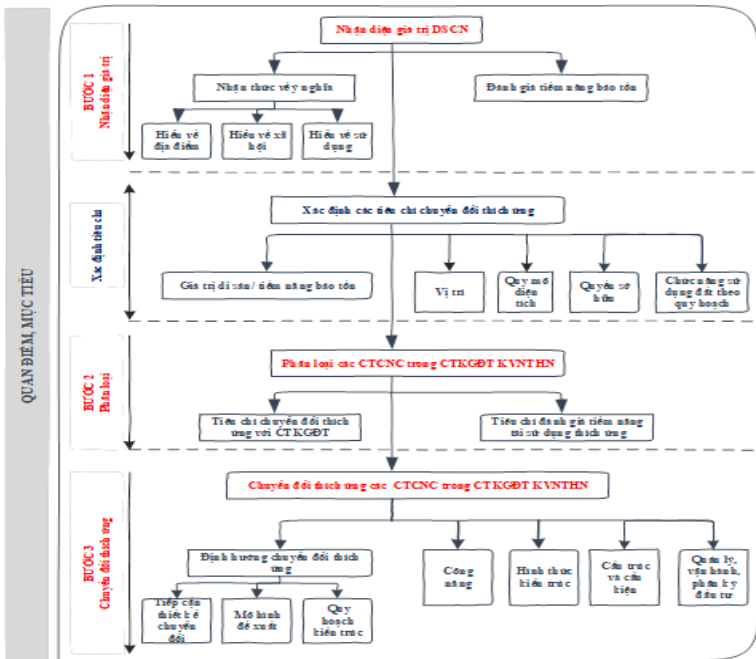 QUAN ĐIỂM, MỤC TIÊU
BƯỚC 1
Nhận diện giá trị
Nhận diện giá trị DSCN
Nhận thức về ý nghĩa
Đánh giá tiềm năng bảo tồn
Hiểu về
địa điểm
Hiểu về xã
hội
Hiểu về sử
dụng
Xác định tiêu chí
Xác định các tiêu chí chuyển đổi thích ứng
Giá trị di sản/ tiềm năng bảo tồn
Vị trí
Quy mô
diện
tích
Quyền sở
hữu
Chức năng sử
dụng đất theo
quy hoạch
BƯỚC 2
Phân loại
Phân loại các CTCNC trong CTKGĐT KVNTHN
Tiêu chí chuyển đổi thích
ứng với CTKGĐT
Tiêu chí đánh giá tiềm năng
tái sử dụng thích ứng
BƯỚC 3
Chuyển đổi thích ứng
Chuyển đổi thích ứng các CTCNC trong CTKGĐT KVNTHN
Định hướng chuyển đổi thích
ứng
Tiếp cận
thiết kế
chuyển
đổi
Mô hình
đề xuất
Quy
hoạch
kiến trúc
Công
năng
Hình thức
kiến trúc
Cấu trúc
và cấu
kiện
Quản lý,
vận hành,
phân kỳ
đầu tư